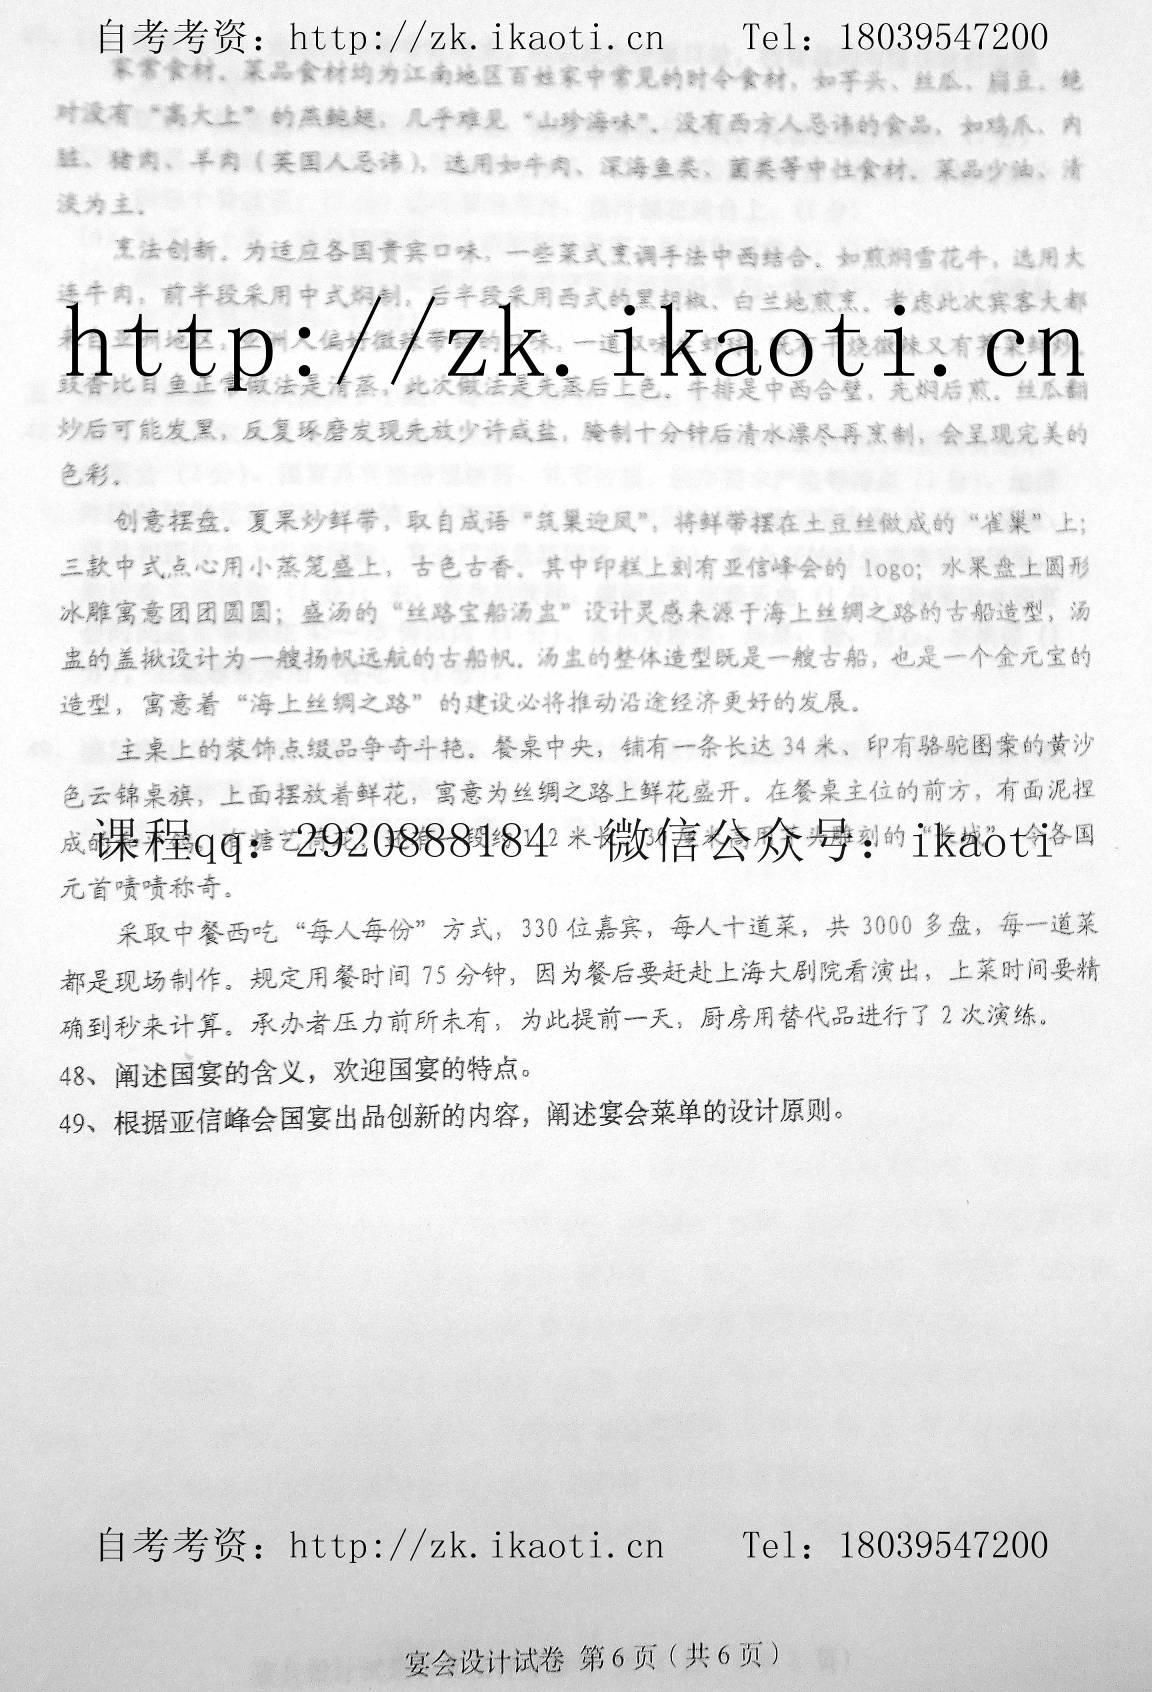 自考考资：http://zk.ikaoti.cn Tel：18039547200
家常食材。菜品食材均为江南地区百姓家中常见的时令食材，如芋头、丝瓜、扁豆，绝
对没有“高大上”的燕鲍翅，几乎难见“山珍海味”。没有西方人忌讳的食品，如鸡爪、内
脏、猪肉、羊肉（英国人忌讳），选用如牛肉、深海鱼类、菌类等中性食材。菜品少油、清
淡为主。
烹法创新。为适应各国贵宾口味，一些菜式烹调手法中西结合。如煎焖雪花牛，选用大
连牛肉，前半段采用中式焖制，后半段采用西式的黑胡椒、白兰地煎烹。考虑此次宾客大都
http://zk.ikaoti.cn
来自亚洲地区，亚洲人偏好微辣带
豉香比目鱼正常做法是清蒸，此次做法是先蒸后上色。牛排是中西合璧，先焖后煎。丝瓜翻
炒后可能发黑，反复琢磨发现先放少许咸盐，腌制十分钟后清水漂尽再烹制，会呈现完美的
色彩。
创意摆盘。夏果炒鲜带，取自成语“筑巢迎凤”，将鲜带摆在土豆丝做成的“雀巢”上；
三款中式点心用小蒸笼盛上，古色古香。其中印糕上刻有亚信峰会的 logo；水果盘上圆形
冰雕寓意团团圆圆；盛汤的“丝路宝船汤盅”设计灵感来源于海上丝绸之路的古船造型，汤
盅的盖揪设计为一艘扬帆远航的古船帆。汤盅的整体造型既是一艘古船，也是一个金元宝的
造型，寓意着“海上丝绸之路”的建设必将推动沿途经济更好的发展。
主桌上的装饰点缀品争奇斗艳。餐桌中央，铺有一条长达 34 米、印有骆驼图案的黄沙
色云锦桌旗，上面摆放着鲜花，寓意为丝绸之路上鲜花盛开。在餐桌主位的前方，有面泥捏
课程qq：2920888184 微信公众号：ikaoti
雕刻的“长城”，令各国
元首啧啧称奇。
采取中餐西吃“每人每份”方式，330 位嘉宾，每人十道菜，共 3000 多盘，每一道菜
都是现场制作。规定用餐时间 75 分钟，因为餐后要赶赴上海大剧院看演出，上菜时间要精
确到秒来计算。承办者压力前所未有，为此提前一天，厨房用替代品进行了 2 次演练。
48、阐述国宴的含义，欢迎国宴的特点。
49、根据亚信峰会国宴出品创新的内容，阐述宴会菜单的设计原则。
自考考资：http://zk.ikaoti.cn Tel：18039547200
宴会设计试卷 第 6 页（共 6 页）